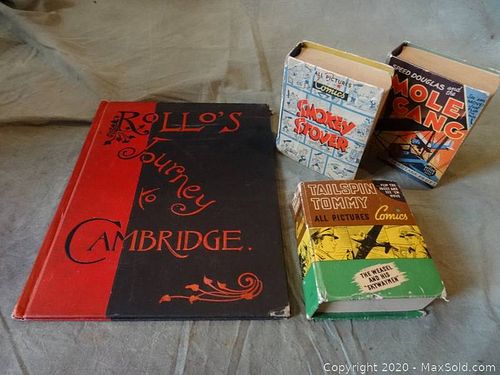 ROLLO'S
Journey
to
CAMBRIDGE.
ALL PICTURES
Comics
SMOKEY
STOVER
SPEED DOUGLAS and the
MOLE
GANG
TAILSPIN
TOMMY
ALL PICTURES Comics
THE WEASEL
AND HIS
"SKYWAYMEN"
Copyright 2020 - MaxSold.com